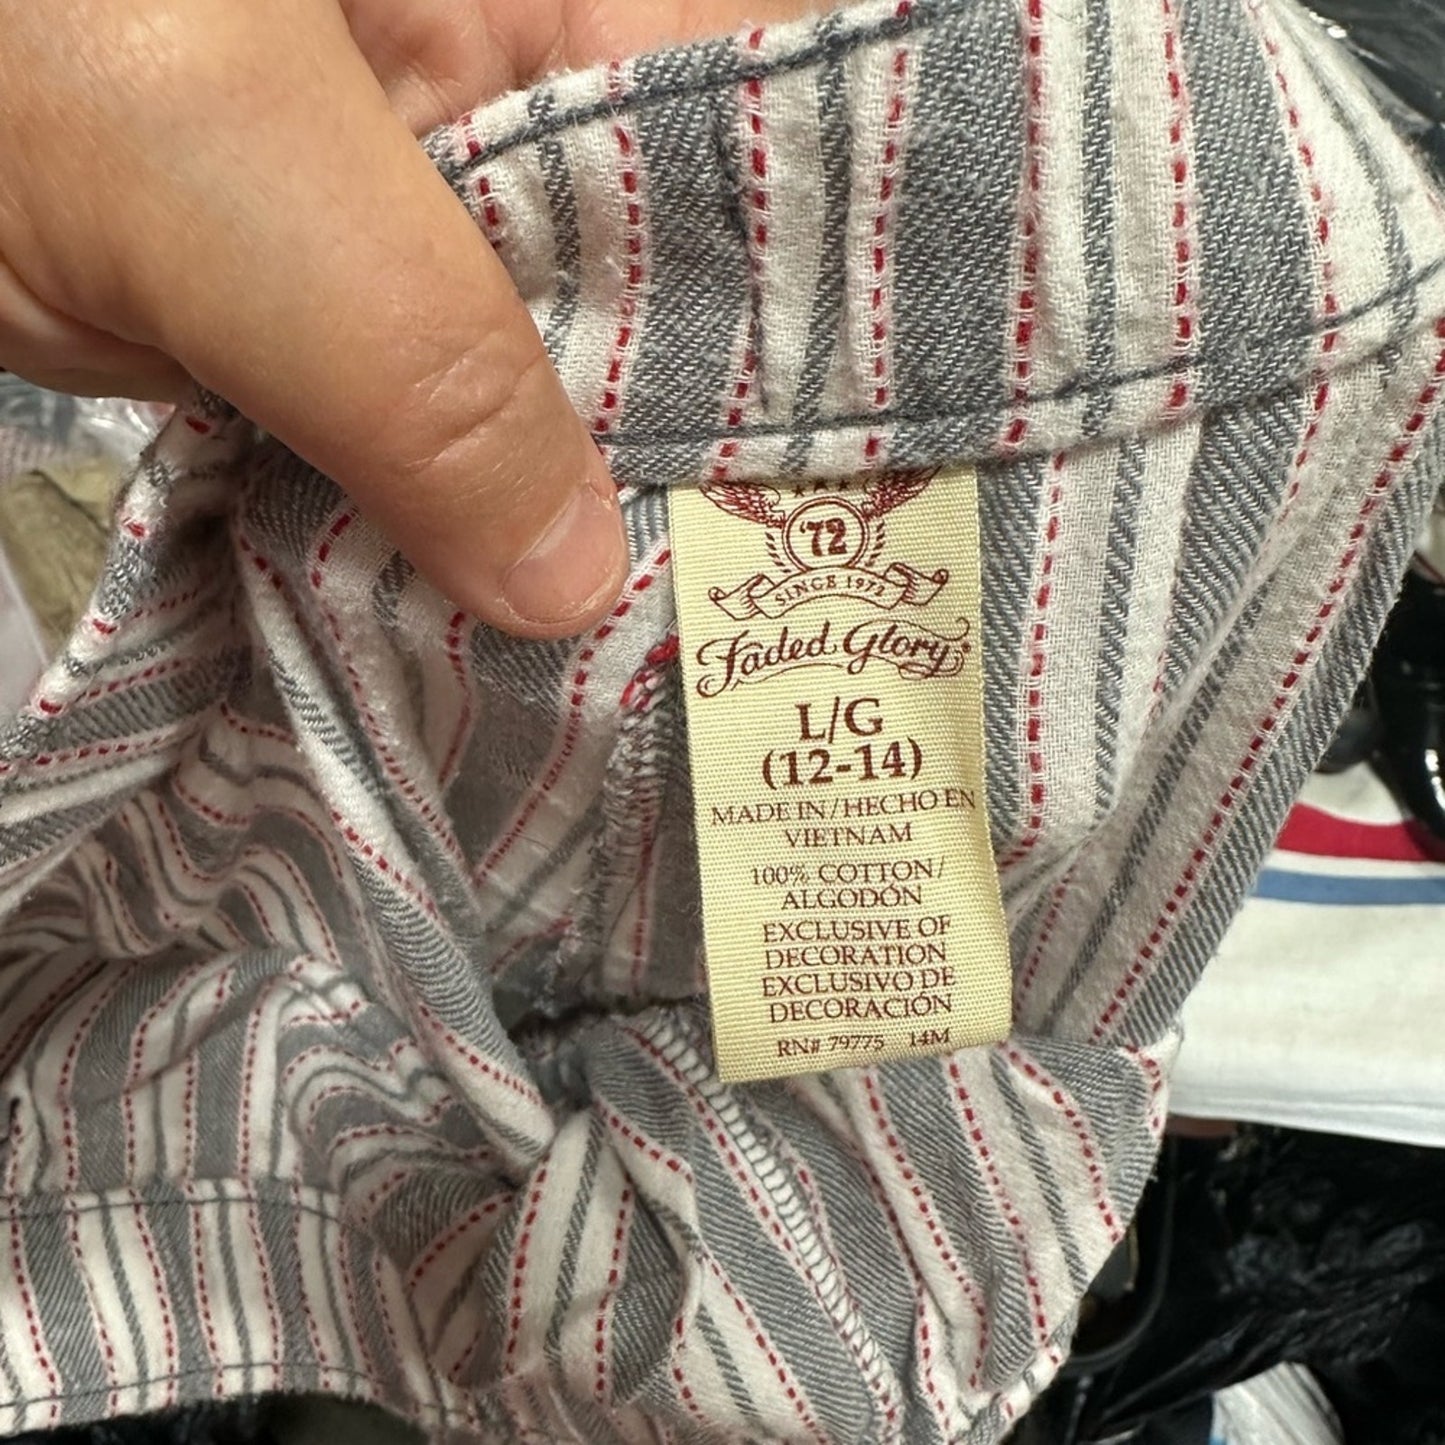 '72
SINCE 1972
Faded Glory®
L/G
(12-14)
MADE IN/HECHO EN
VIETNAM
100% COTTON/
ALGODÓN
EXCLUSIVE OF
DECORATION
EXCLUSIVO DE
DECORACIÓN
RN# 79775 14M